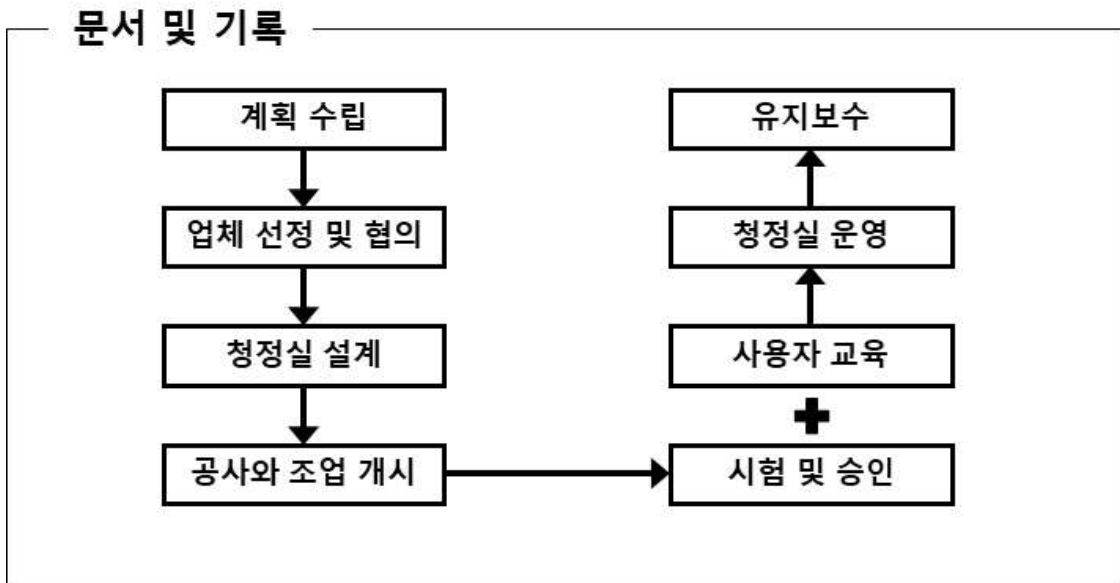 문서 및 기록
계획 수립
업체 선정 및 협의
청정실 설계
공사와 조업 개시
시험 및 승인
사용자 교육
청정실 운영
유지보수